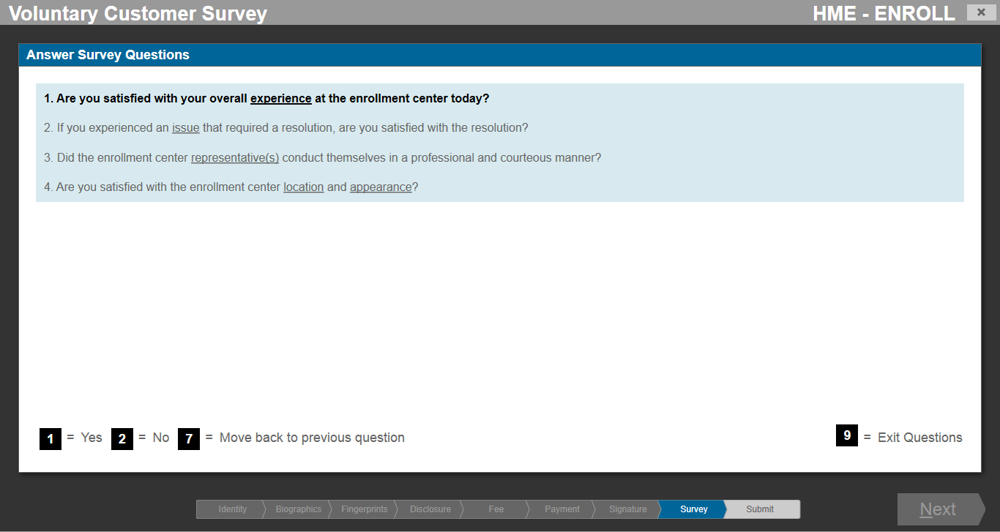 Voluntary Customer Survey HME - ENROLL ×
Answer Survey Questions
1. Are you satisfied with your overall experience at the enrollment center today?
2. If you experienced an issue that required a resolution, are you satisfied with the resolution?
3. Did the enrollment center representative(s) conduct themselves in a professional and courteous manner?
4. Are you satisfied with the enrollment center location and appearance?
1 = Yes 2 = No 7 = Move back to previous question 9 = Exit Questions
Identity Biographics Fingerprints Disclosure Fee Payment Signature Survey Submit Next